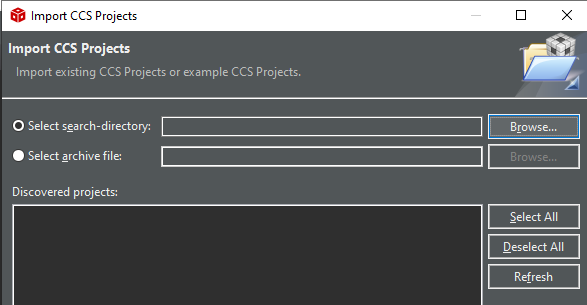 Import CCS Projects
Import CCS Projects
Import existing CCS Projects or example CCS Projects.
Select search-directory:
Browse...
Select archive file:
Browse...
Discovered projects:
Select All
Deselect All
Refresh